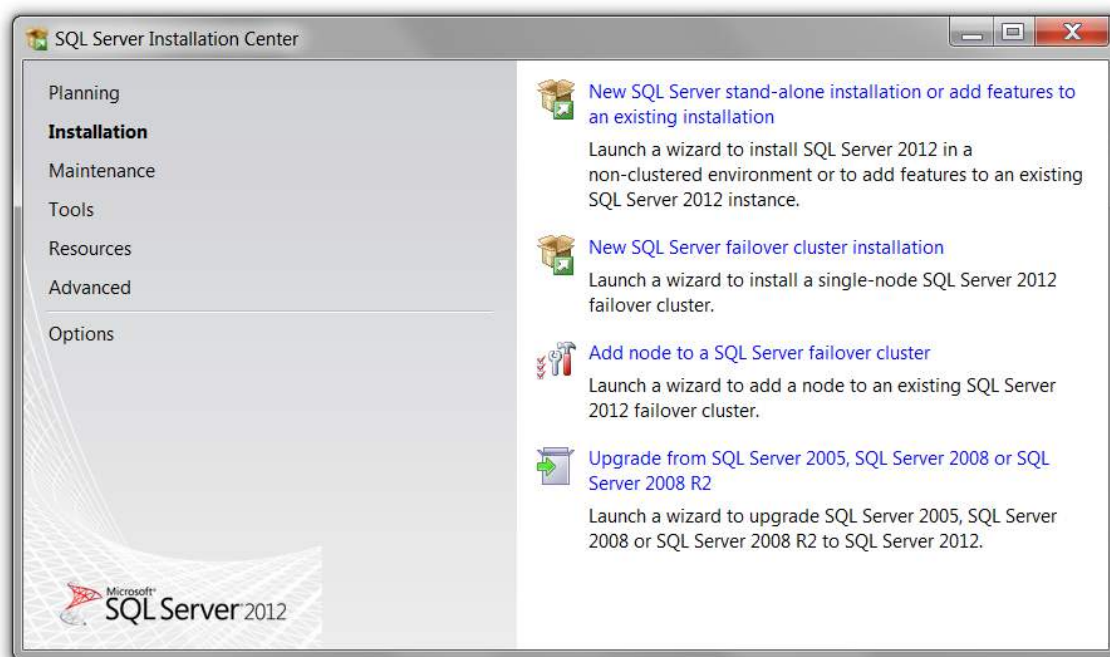 SQL Server Installation Center
Planning
Installation
Maintenance
Tools
Resources
Advanced
Options
Microsoft®
SQL Server 2012
New SQL Server stand-alone installation or add features to
an existing installation
Launch a wizard to install SQL Server 2012 in a
non-clustered environment or to add features to an existing
SQL Server 2012 instance.
New SQL Server failover cluster installation
Launch a wizard to install a single-node SQL Server 2012
failover cluster.
Add node to a SQL Server failover cluster
Launch a wizard to add a node to an existing SQL Server
2012 failover cluster.
Upgrade from SQL Server 2005, SQL Server 2008 or SQL
Server 2008 R2
Launch a wizard to upgrade SQL Server 2005, SQL Server
2008 or SQL Server 2008 R2 to SQL Server 2012.